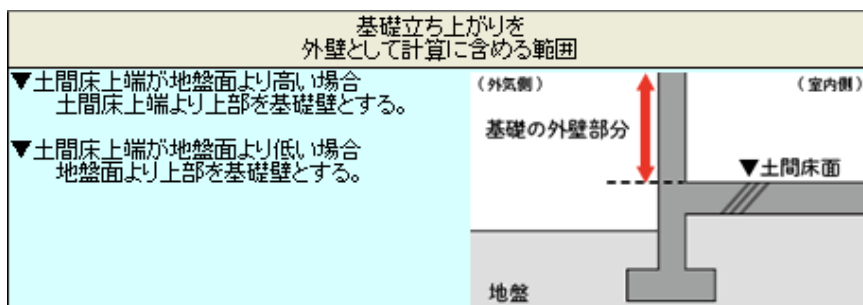 基礎立ち上がりを
外壁として計算に含める範囲
▼土間床上端が地盤面より高い場合
土間床上端より上部を基礎壁とする。
▼土間床上端が地盤面より低い場合
地盤面より上部を基礎壁とする。
(外気側)
(室内側)
基礎の外壁部分
▼土間床面
地盤